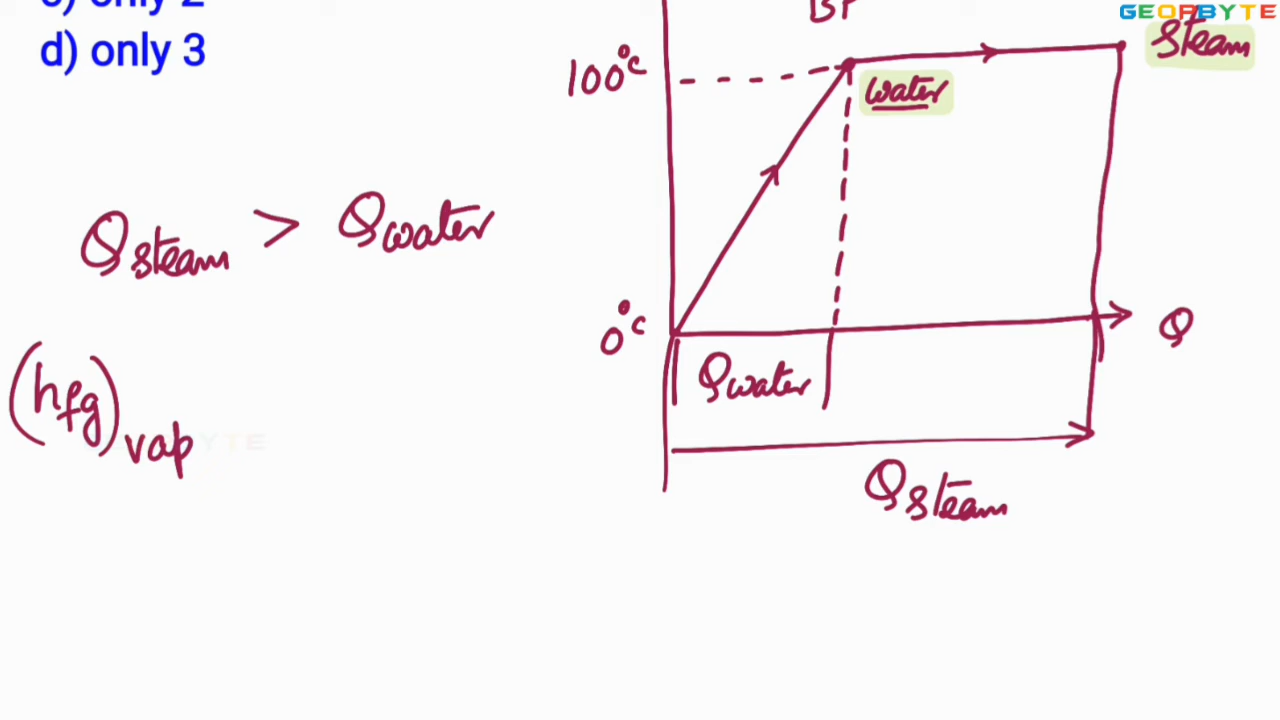 GEORBYTE
d) only 3
BP
Steam
100°c
water
Qsteam > Qwater
0°c
Q
Qwater
(hfg)vap
Qsteam